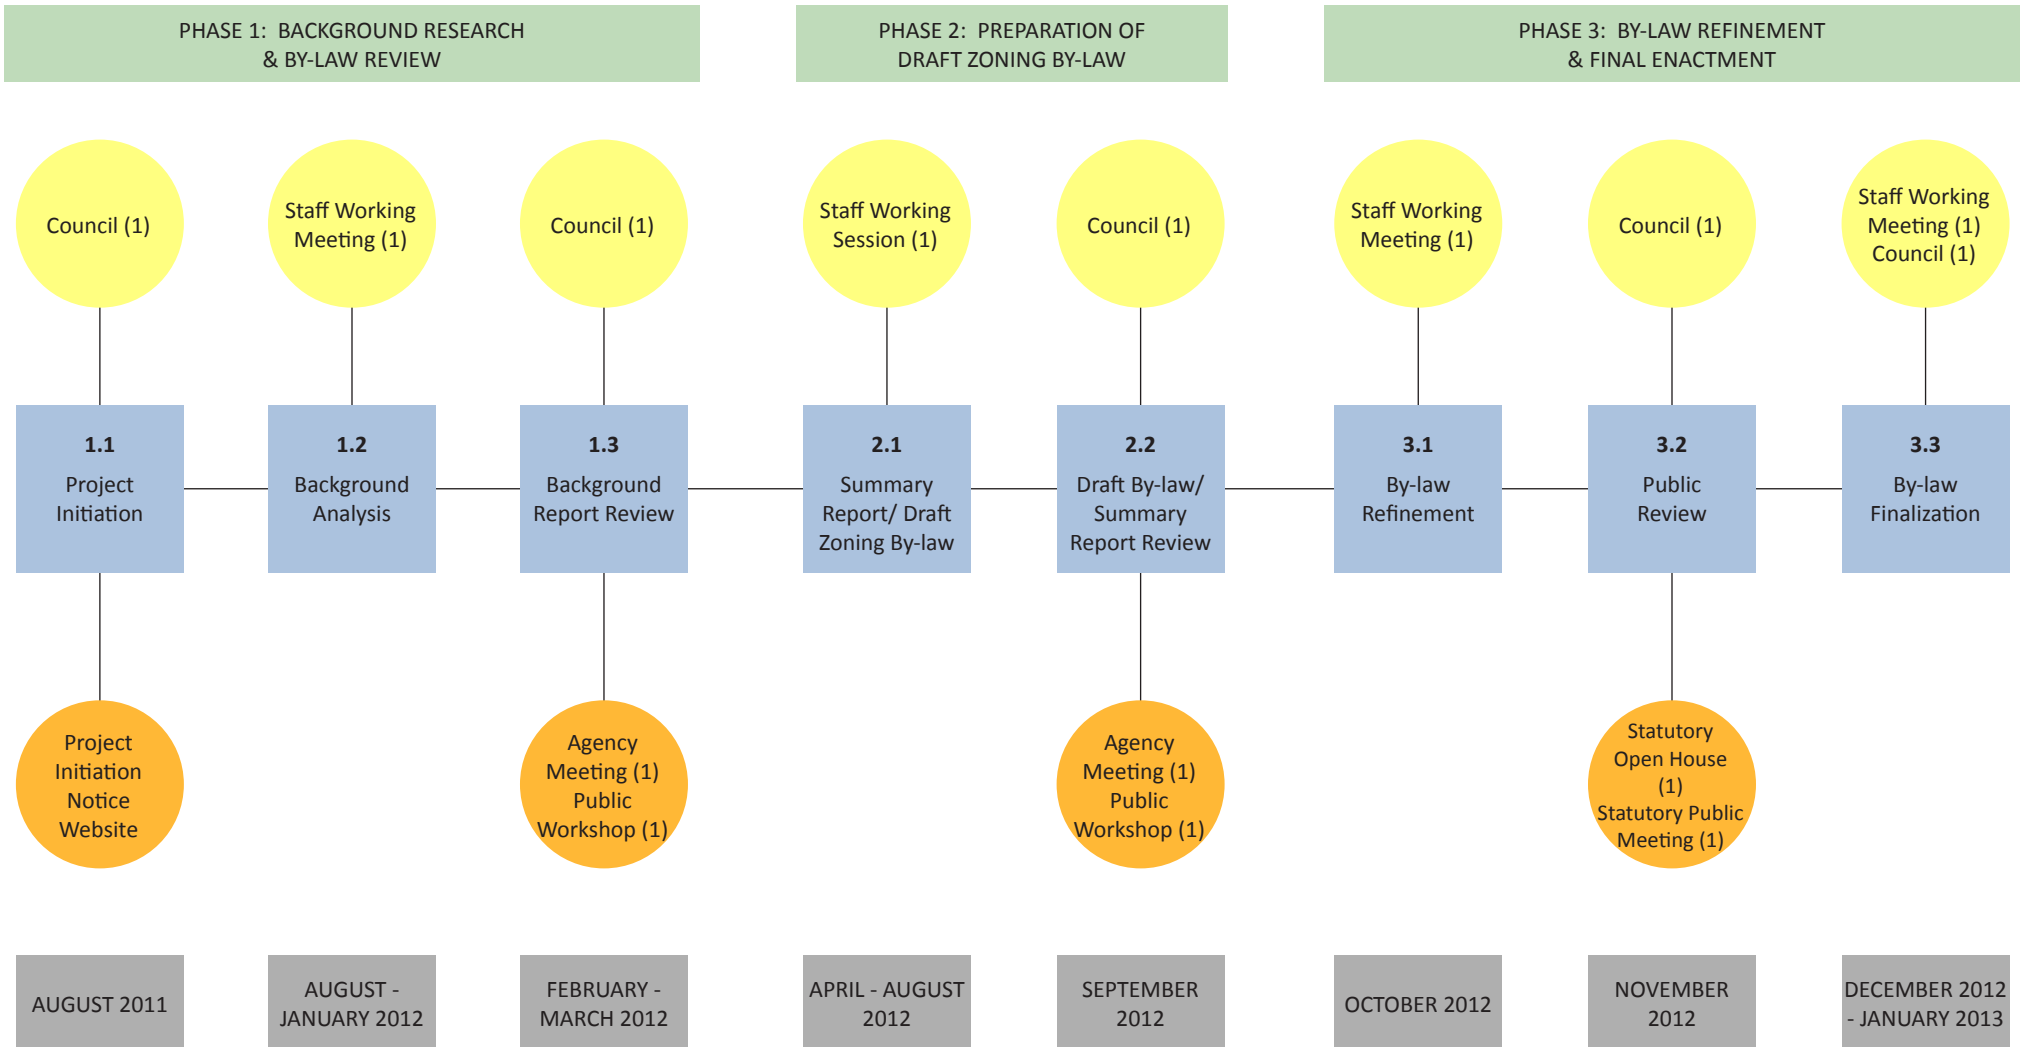 PHASE 1: BACKGROUND RESEARCH
& BY-LAW REVIEW
PHASE 2: PREPARATION OF
DRAFT ZONING BY-LAW
PHASE 3: BY-LAW REFINEMENT
& FINAL ENACTMENT
Council (1)
Staff Working
Meeting (1)
Council (1)
Staff Working
Session (1)
Council (1)
Staff Working
Meeting (1)
Council (1)
Staff Working
Meeting (1)
Council (1)
1.1
Project
Initiation
1.2
Background
Analysis
1.3
Background
Report Review
2.1
Summary
Report/ Draft
Zoning By-law
2.2
Draft By-law/
Summary
Report Review
3.1
By-law
Refinement
3.2
Public
Review
3.3
By-law
Finalization
Project
Initiation
Notice
Website
Agency
Meeting (1)
Public
Workshop (1)
Agency
Meeting (1)
Public
Workshop (1)
Statutory
Open House
(1)
Statutory Public
Meeting (1)
AUGUST 2011
AUGUST -
JANUARY 2012
FEBRUARY -
MARCH 2012
APRIL - AUGUST
2012
SEPTEMBER
2012
OCTOBER 2012
NOVEMBER
2012
DECEMBER 2012
- JANUARY 2013